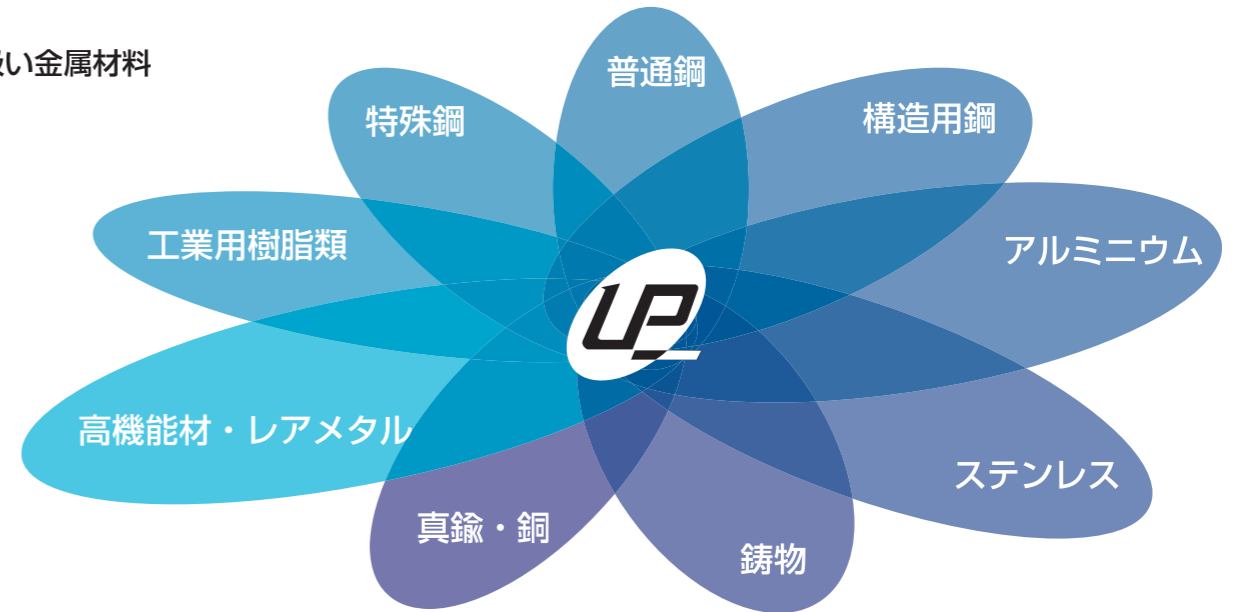 扱い金属材料
普通鋼
特殊鋼
構造用鋼
工業用樹脂類
アルミニウム
高機能材・レアメタル
ステンレス
真鍮・銅
鋳物
UP